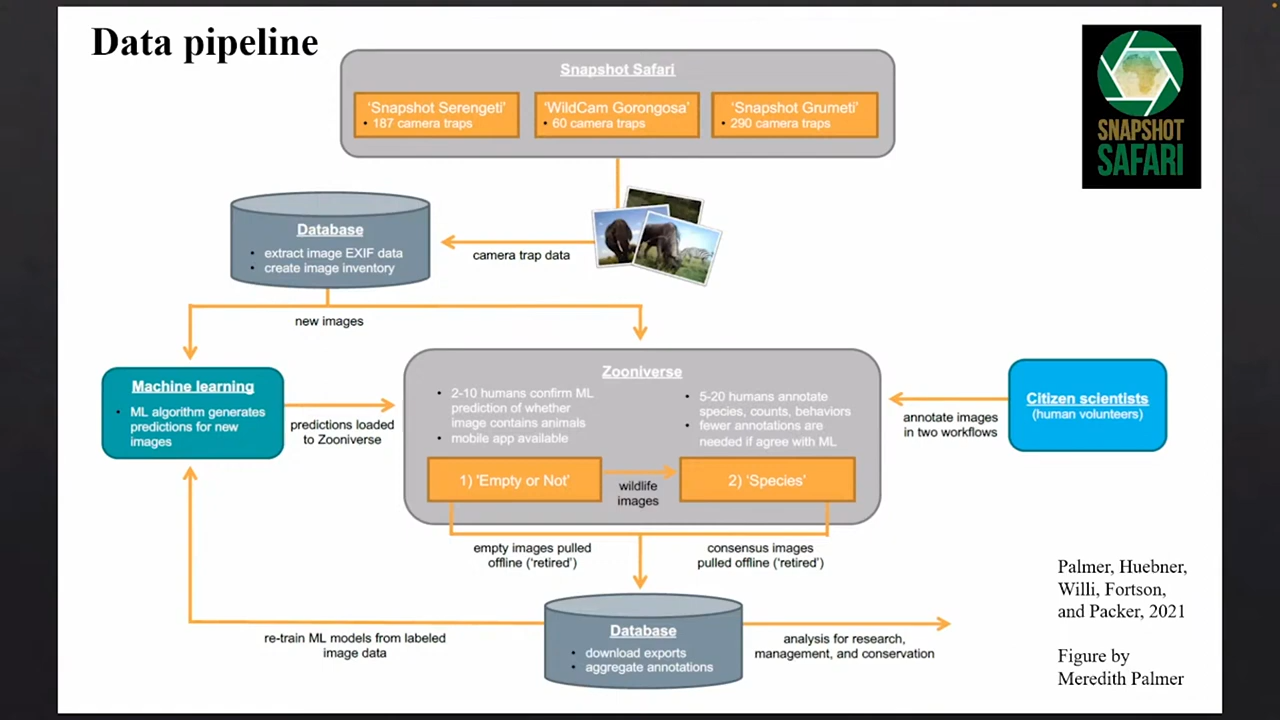 Data pipeline
Snapshot Safari
‘Snapshot Serengeti’
• 187 camera traps
‘WildCam Gorongosa’
• 60 camera traps
‘Snapshot Grumeti’
• 290 camera traps
SNAPSHOT
SAFARI
Database
• extract image EXIF data
• create image inventory
camera trap data
new images
Machine learning
• ML algorithm generates
predictions for new
images
predictions loaded
to Zooniverse
Zooniverse
• 2-10 humans confirm ML
prediction of whether
image contains animals
• mobile app available
• 5-20 humans annotate
species, counts, behaviors
• fewer annotations are
needed if agree with ML
1) ‘Empty or Not’
wildlife
images
2) ‘Species’
Citizen scientists
(human volunteers)
annotate images
in two workflows
empty images pulled
offline (‘retired’)
consensus images
pulled offline (‘retired’)
Database
• download exports
• aggregate annotations
re-train ML models from labeled
image data
analysis for research,
management, and conservation
Palmer, Huebner,
Willi, Fortson,
and Packer, 2021
Figure by
Meredith Palmer